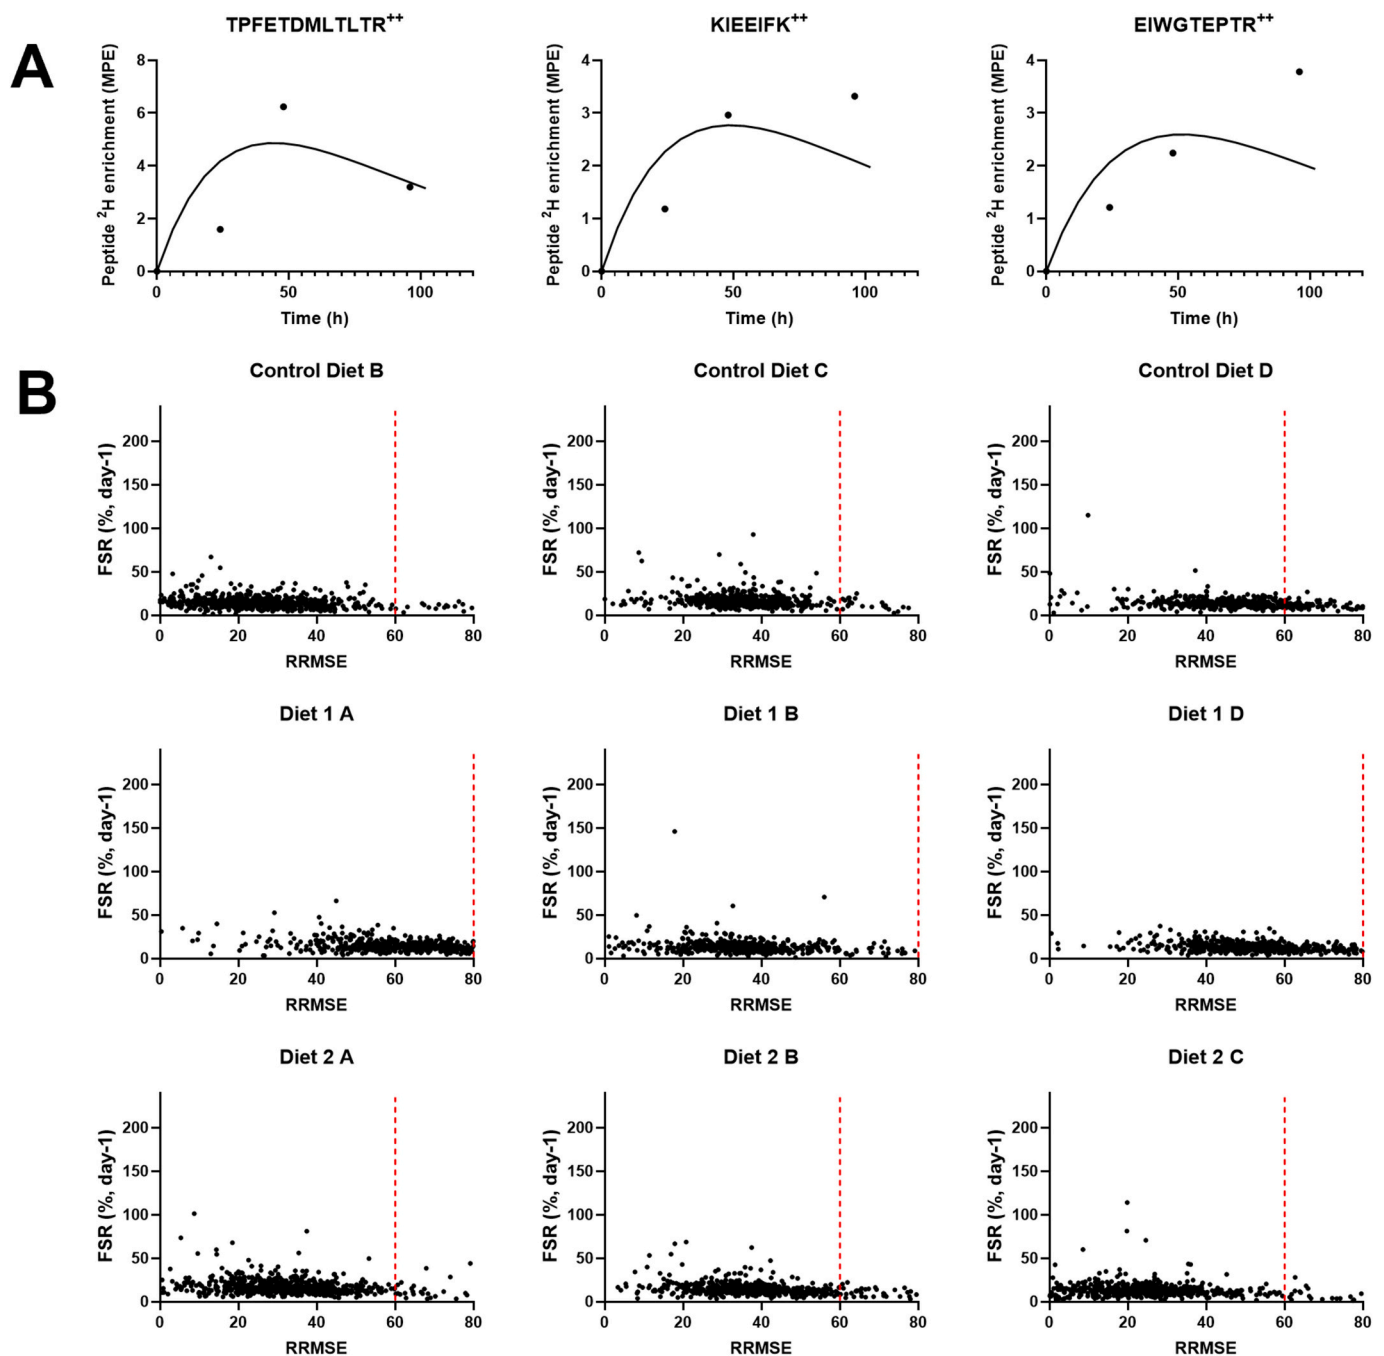 A
TPFETDMLTLTR++
KIEEIFK++
EIWGTEPTR++
Peptide ²H enrichment (MPE)
8
6
4
2
0
0 50 100
Time (h)
Peptide ²H enrichment (MPE)
4
3
2
1
0
0 50 100
Time (h)
Peptide ²H enrichment (MPE)
4
3
2
1
0
0 50 100
Time (h)
B
Control Diet B
FSR (%, day-1)
200
150
100
50
0
0 20 40 60 80
RRMSE
Control Diet C
FSR (%, day-1)
200
150
100
50
0
0 20 40 60 80
RRMSE
Control Diet D
FSR (%, day-1)
200
150
100
50
0
0 20 40 60 80
RRMSE
Diet 1 A
FSR (%, day-1)
200
150
100
50
0
0 20 40 60 80
RRMSE
Diet 1 B
FSR (%, day-1)
200
150
100
50
0
0 20 40 60 80
RRMSE
Diet 1 D
FSR (%, day-1)
200
150
100
50
0
0 20 40 60 80
RRMSE
Diet 2 A
FSR (%, day-1)
200
150
100
50
0
0 20 40 60 80
RRMSE
Diet 2 B
FSR (%, day-1)
200
150
100
50
0
0 20 40 60 80
RRMSE
Diet 2 C
FSR (%, day-1)
200
150
100
50
0
0 20 40 60 80
RRMSE